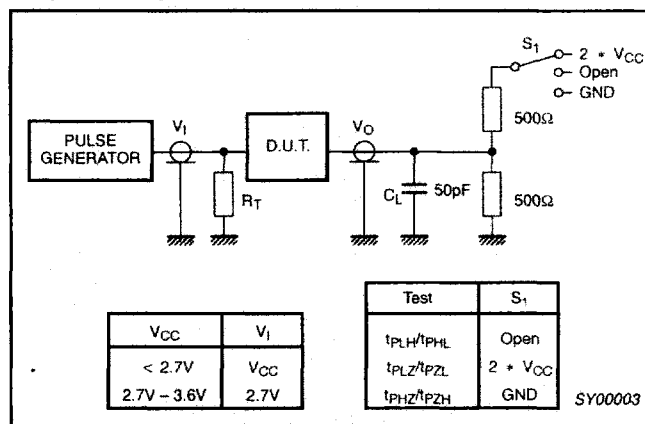 S1
2 * VCC
Open
GND
500Ω
PULSE
GENERATOR
VI
D.U.T.
VO
RT
CL
50pF
500Ω
VCC VI
< 2.7V VCC
2.7V – 3.6V 2.7V
Test S1
tPLH/tPHL Open
tPLZ/tPZL 2 * VCC
tPHZ/tPZH GND
SY00003